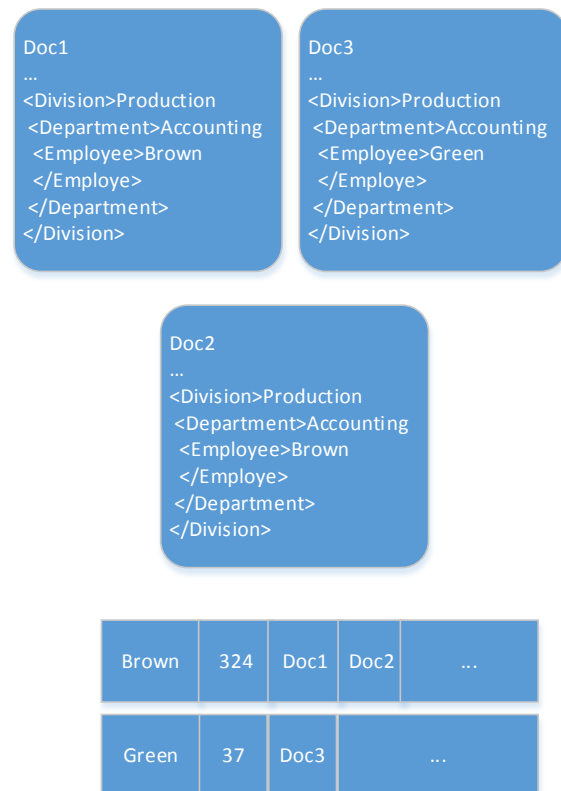 Doc1
...
<Division>Production
<Department>Accounting
<Employee>Brown
</Employe>
</Department>
</Division>
Doc3
...
<Division>Production
<Department>Accounting
<Employee>Green
</Employe>
</Department>
</Division>
Doc2
...
<Division>Production
<Department>Accounting
<Employee>Brown
</Employe>
</Department>
</Division>
Brown 324 Doc1 Doc2 ...
Green 37 Doc3 ...